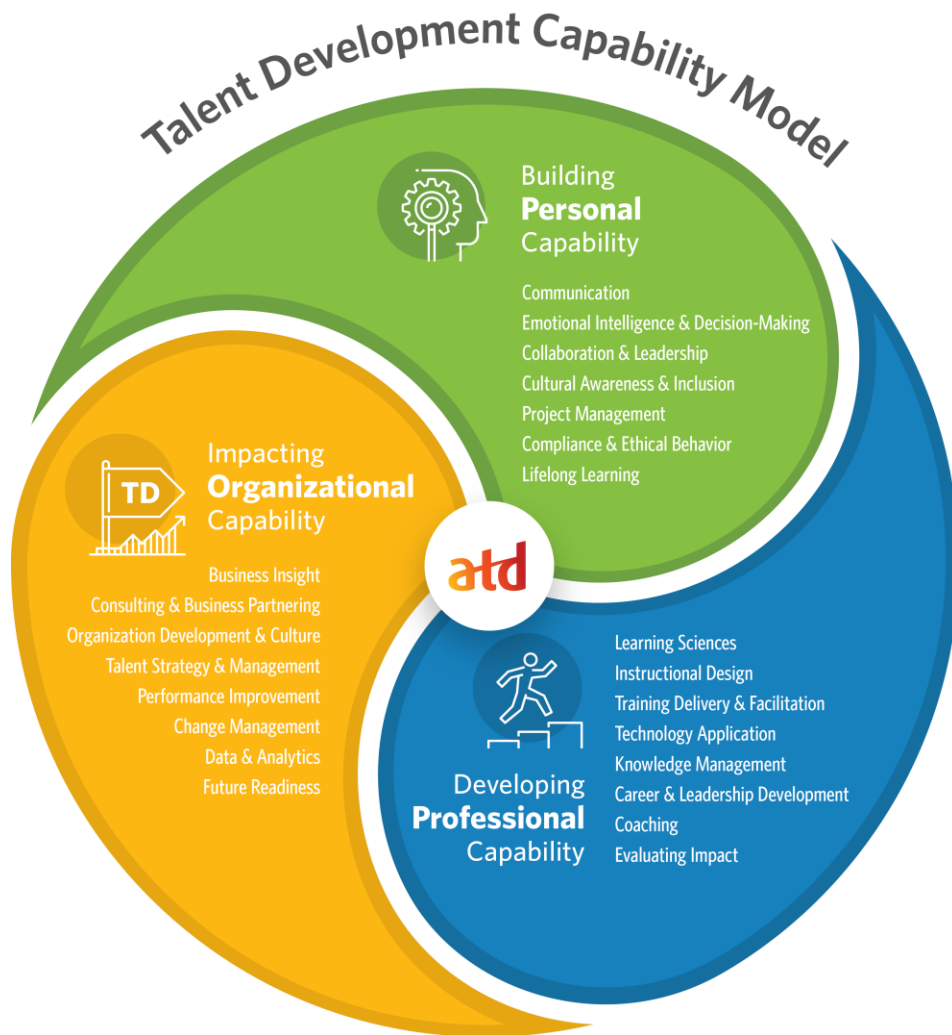 Talent Development Capability Model
Building
Personal
Capability
Communication
Emotional Intelligence & Decision-Making
Collaboration & Leadership
Cultural Awareness & Inclusion
Project Management
Compliance & Ethical Behavior
Lifelong Learning
TD
Impacting
Organizational
Capability
Business Insight
Consulting & Business Partnering
Organization Development & Culture
Talent Strategy & Management
Performance Improvement
Change Management
Data & Analytics
Future Readiness
atd
Developing
Professional
Capability
Learning Sciences
Instructional Design
Training Delivery & Facilitation
Technology Application
Knowledge Management
Career & Leadership Development
Coaching
Evaluating Impact